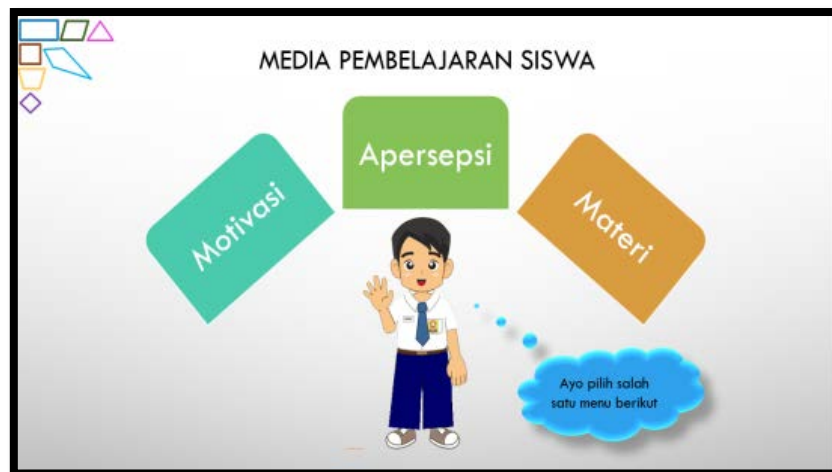 MEDIA PEMBELAJARAN SISWA
Motivasi
Apersepsi
Materi
Ayo pilih salah
satu menu berikut